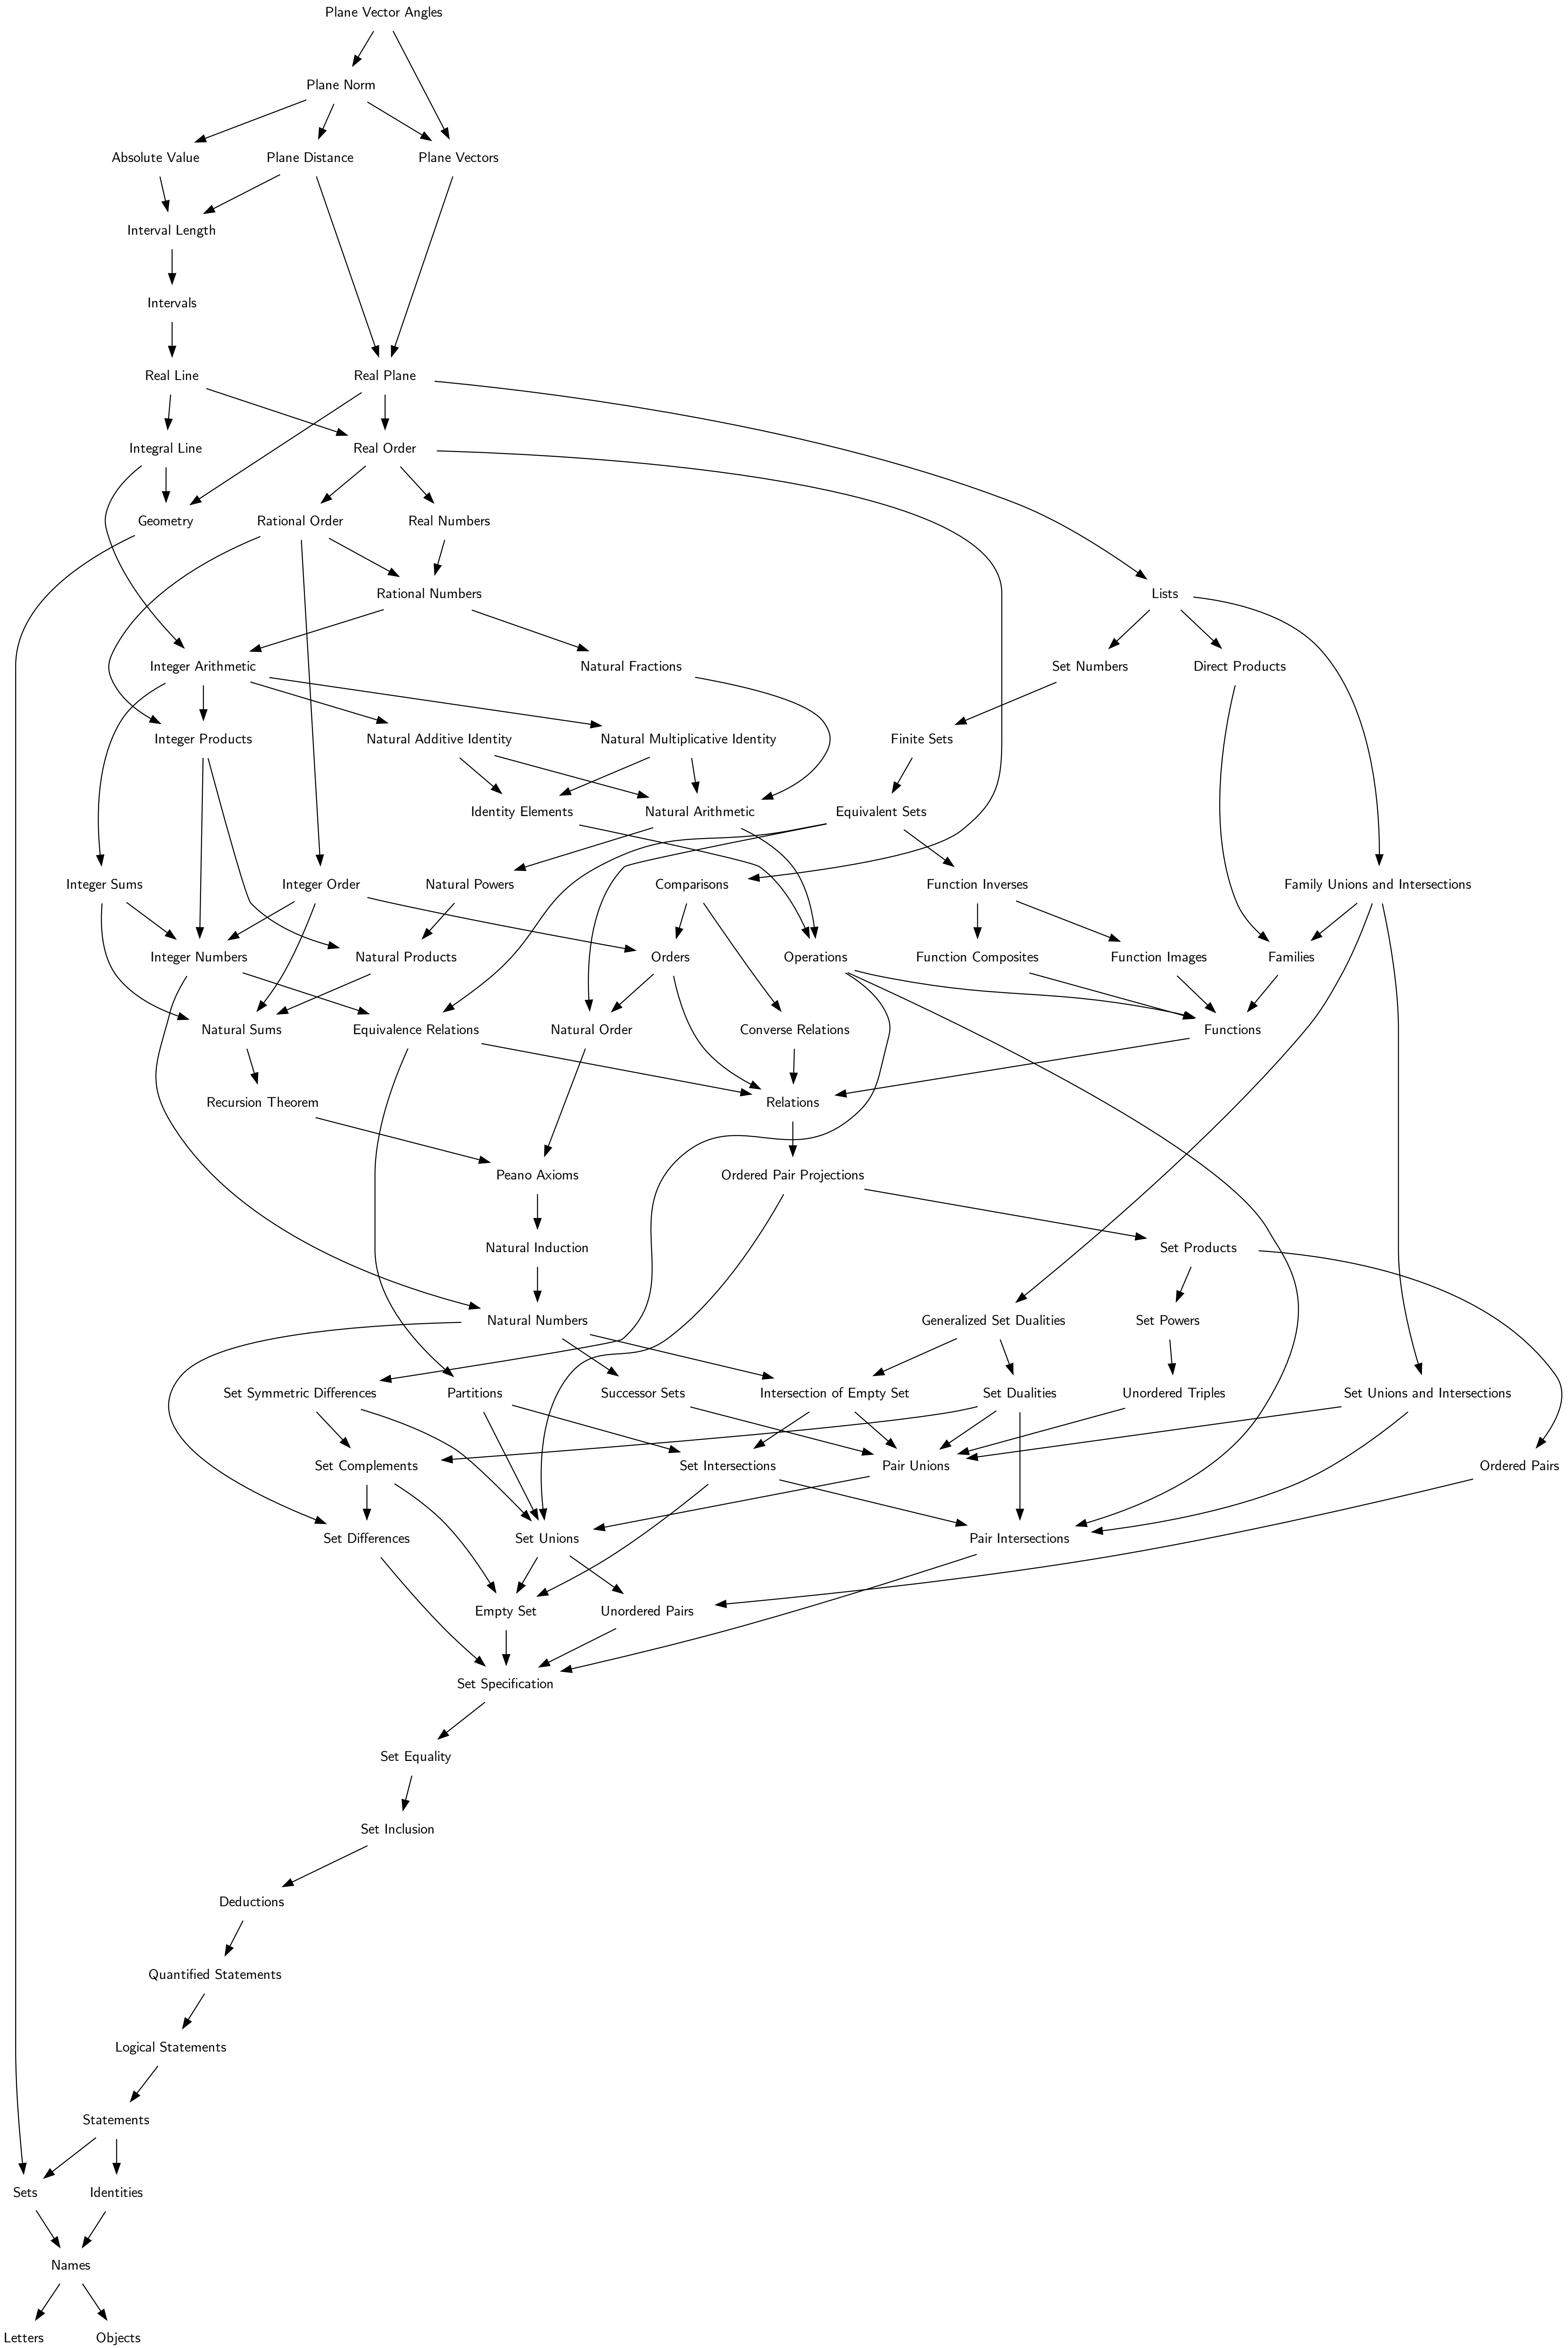 Plane Vector Angles
Plane Norm
Absolute Value
Plane Distance
Plane Vectors
Interval Length
Intervals
Real Line
Real Plane
Integral Line
Real Order
Geometry
Rational Order
Real Numbers
Rational Numbers
Lists
Integer Arithmetic
Natural Fractions
Set Numbers
Direct Products
Integer Products
Natural Additive Identity
Natural Multiplicative Identity
Finite Sets
Identity Elements
Natural Arithmetic
Equivalent Sets
Integer Sums
Integer Order
Natural Powers
Comparisons
Function Inverses
Family Unions and Intersections
Integer Numbers
Natural Products
Orders
Operations
Function Composites
Function Images
Families
Natural Sums
Equivalence Relations
Natural Order
Converse Relations
Functions
Recursion Theorem
Relations
Peano Axioms
Ordered Pair Projections
Natural Induction
Set Products
Natural Numbers
Generalized Set Dualities
Set Powers
Set Symmetric Differences
Partitions
Successor Sets
Intersection of Empty Set
Set Dualities
Unordered Triples
Set Unions and Intersections
Set Complements
Set Intersections
Pair Unions
Ordered Pairs
Set Differences
Set Unions
Pair Intersections
Empty Set
Unordered Pairs
Set Specification
Set Equality
Set Inclusion
Deductions
Quantified Statements
Logical Statements
Statements
Sets
Identities
Names
Letters
Objects